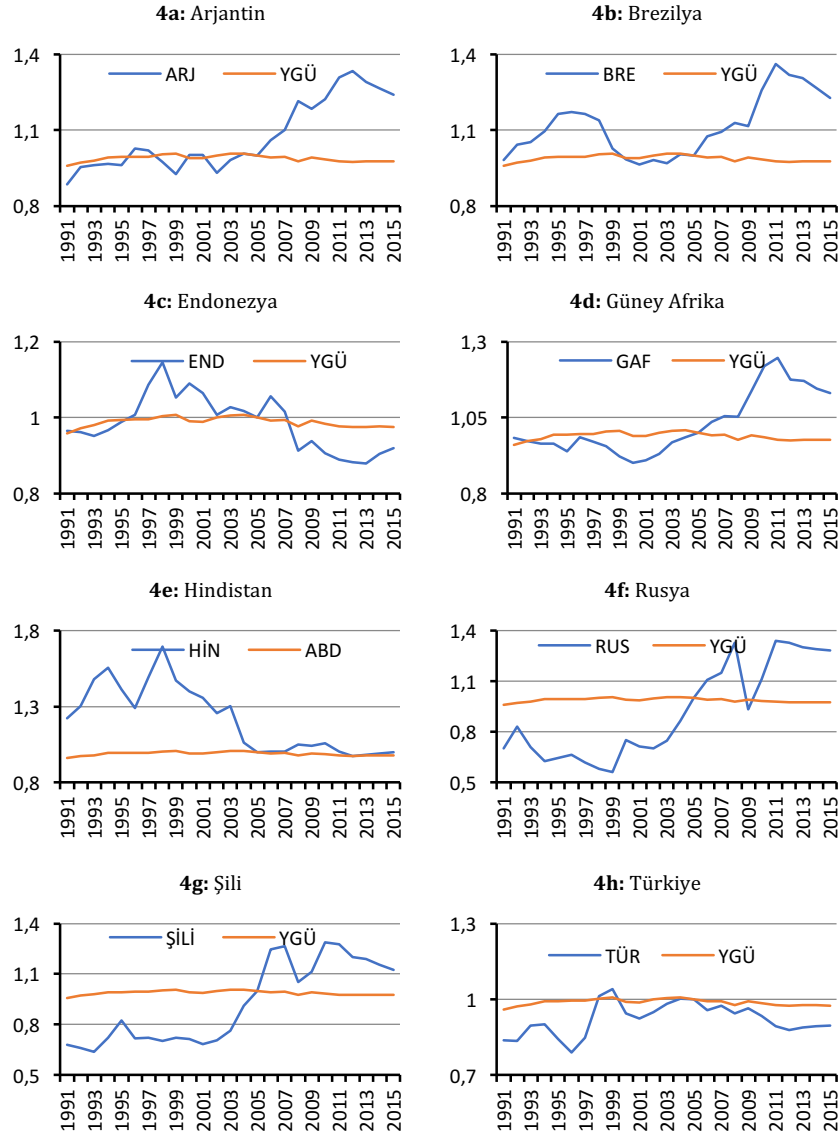 4a: Arjantin
1,4
1,1
0,8
ARJ YGÜ
1991 1993 1995 1997 1999 2001 2003 2005 2007 2009 2011 2013 2015
4b: Brezilya
1,4
1,1
0,8
BRE YGÜ
1991 1993 1995 1997 1999 2001 2003 2005 2007 2009 2011 2013 2015
4c: Endonezya
1,2
1
0,8
END YGÜ
1991 1993 1995 1997 1999 2001 2003 2005 2007 2009 2011 2013 2015
4d: Güney Afrika
1,3
1,05
0,8
GAF YGÜ
1991 1993 1995 1997 1999 2001 2003 2005 2007 2009 2011 2013 2015
4e: Hindistan
1,8
1,3
0,8
HİN ABD
1991 1993 1995 1997 1999 2001 2003 2005 2007 2009 2011 2013 2015
4f: Rusya
1,4
1,1
0,8
0,5
RUS YGÜ
1991 1993 1995 1997 1999 2001 2003 2005 2007 2009 2011 2013 2015
4g: Şili
1,4
1,1
0,8
0,5
ŞİLİ YGÜ
1991 1993 1995 1997 1999 2001 2003 2005 2007 2009 2011 2013 2015
4h: Türkiye
1,3
1
0,7
TÜR YGÜ
1991 1993 1995 1997 1999 2001 2003 2005 2007 2009 2011 2013 2015